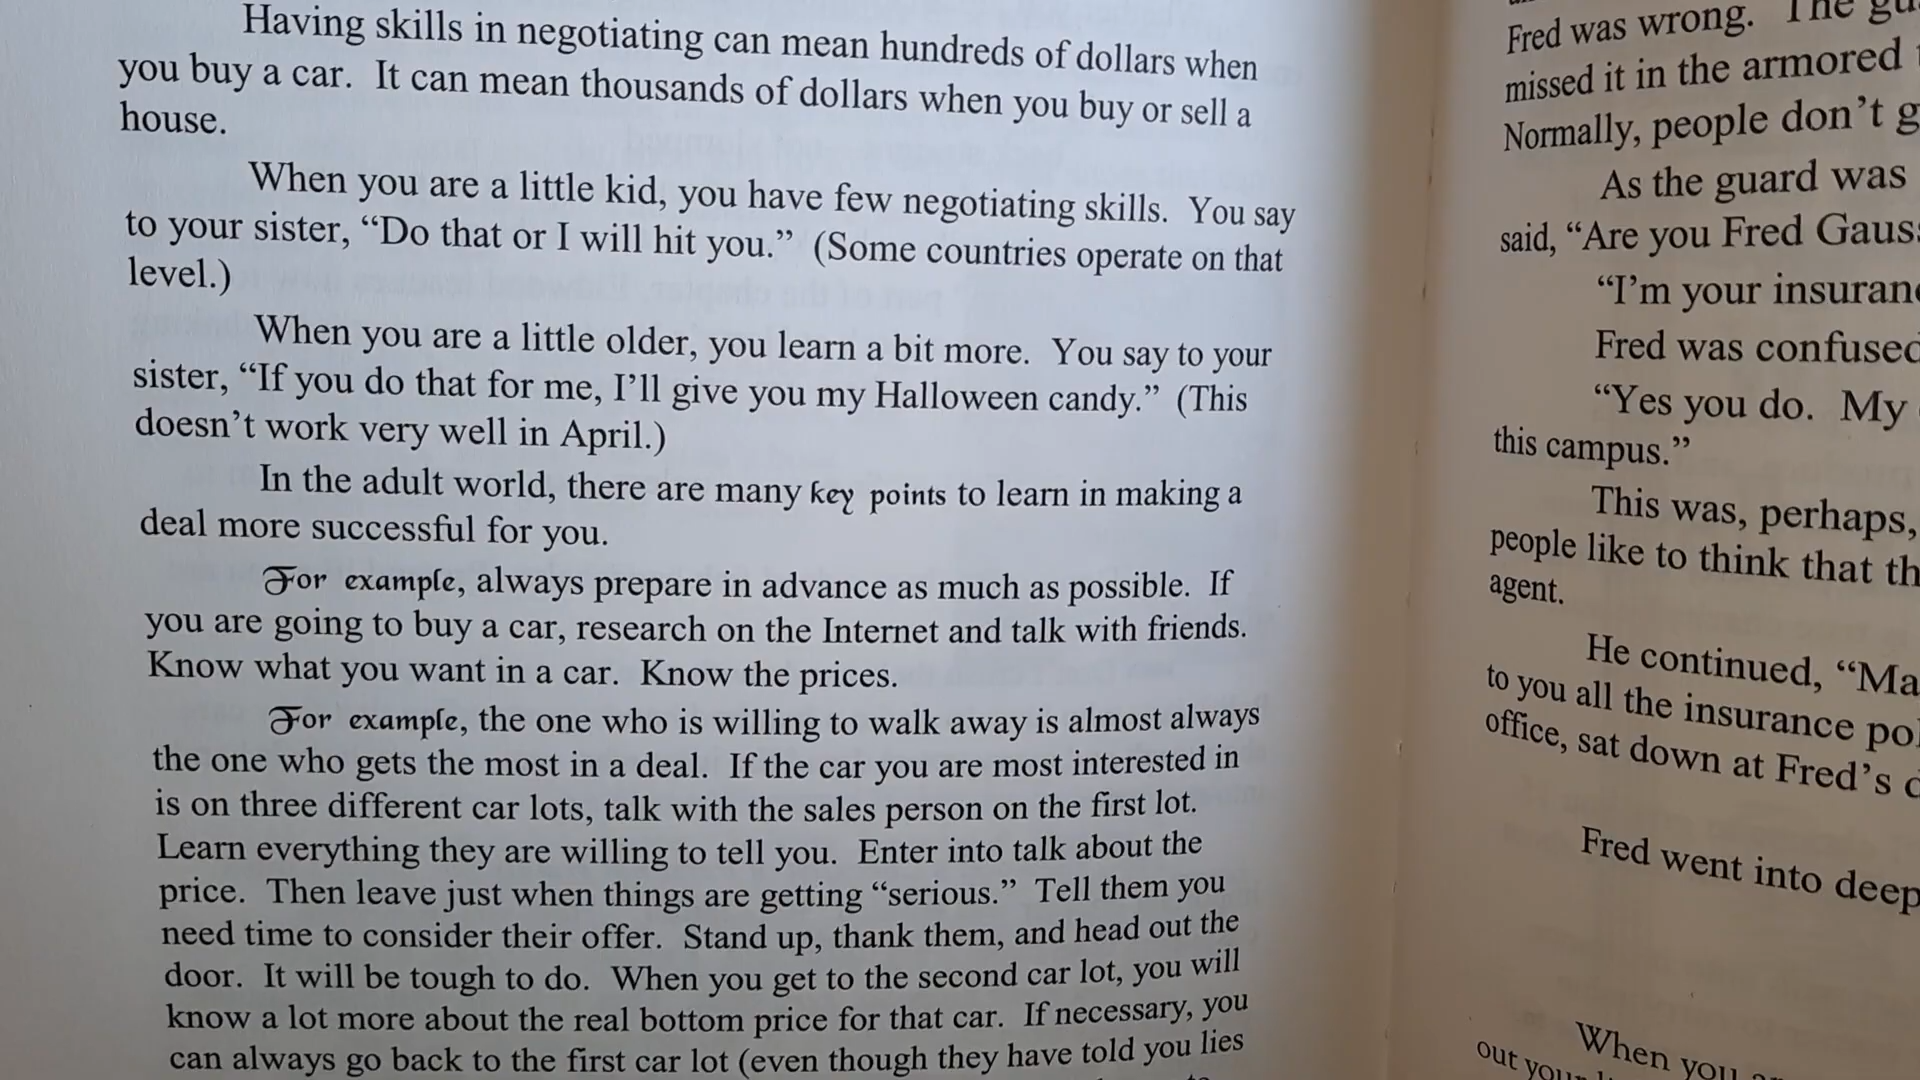 Having skills in negotiating can mean hundreds of dollars when
you buy a car. It can mean thousands of dollars when you buy or sell a
house.
When you are a little kid, you have few negotiating skills. You say
to your sister, “Do that or I will hit you.” (Some countries operate on that
level.)
When you are a little older, you learn a bit more. You say to your
sister, “If you do that for me, I’ll give you my Halloween candy.” (This
doesn’t work very well in April.)
In the adult world, there are many key points to learn in making a
deal more successful for you.
For example, always prepare in advance as much as possible. If
you are going to buy a car, research on the Internet and talk with friends.
Know what you want in a car. Know the prices.
For example, the one who is willing to walk away is almost always
the one who gets the most in a deal. If the car you are most interested in
is on three different car lots, talk with the sales person on the first lot.
Learn everything they are willing to tell you. Enter into talk about the
price. Then leave just when things are getting “serious.” Tell them you
need time to consider their offer. Stand up, thank them, and head out the
door. It will be tough to do. When you get to the second car lot, you will
know a lot more about the real bottom price for that car. If necessary, you
can always go back to the first car lot (even though they have told you lies
Fred was wrong. The
missed it in the armored
Normally, people don’t
As the guard was
said, “Are you Fred
“I’m your
Fred was
“Yes you do. My
this campus.”
This was, perhaps,
people like to think that
agent.
He continued,
to you all the insurance
office, sat down at Fred’s
Fred went into
When you
out